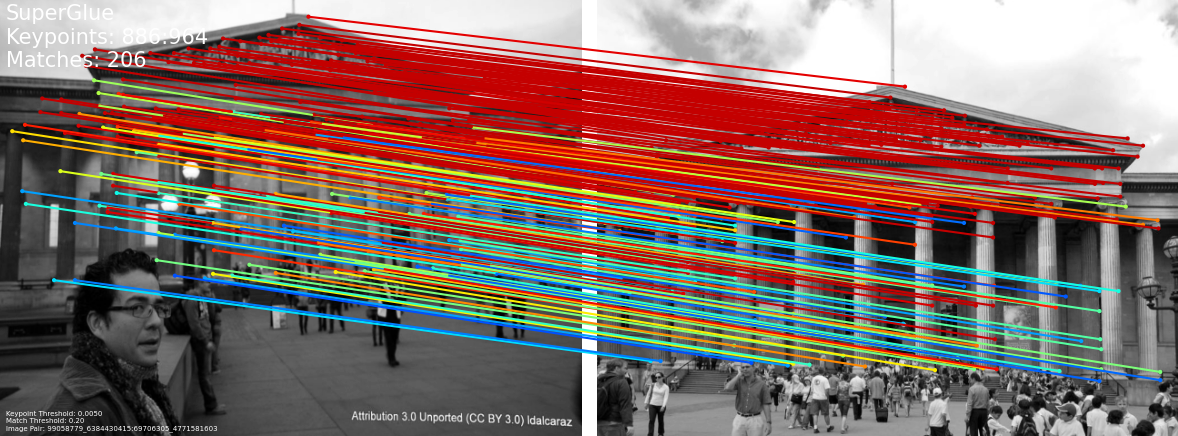 SuperGlue
Keypoints: 886:964
Matches: 206
Keypoint Threshold: 0.0050
Match Threshold: 0.20
Image Pair: 99058779_6384430415:69706305_4771581603
Attribution 3.0 Unported (CC BY 3.0) idalcaraz